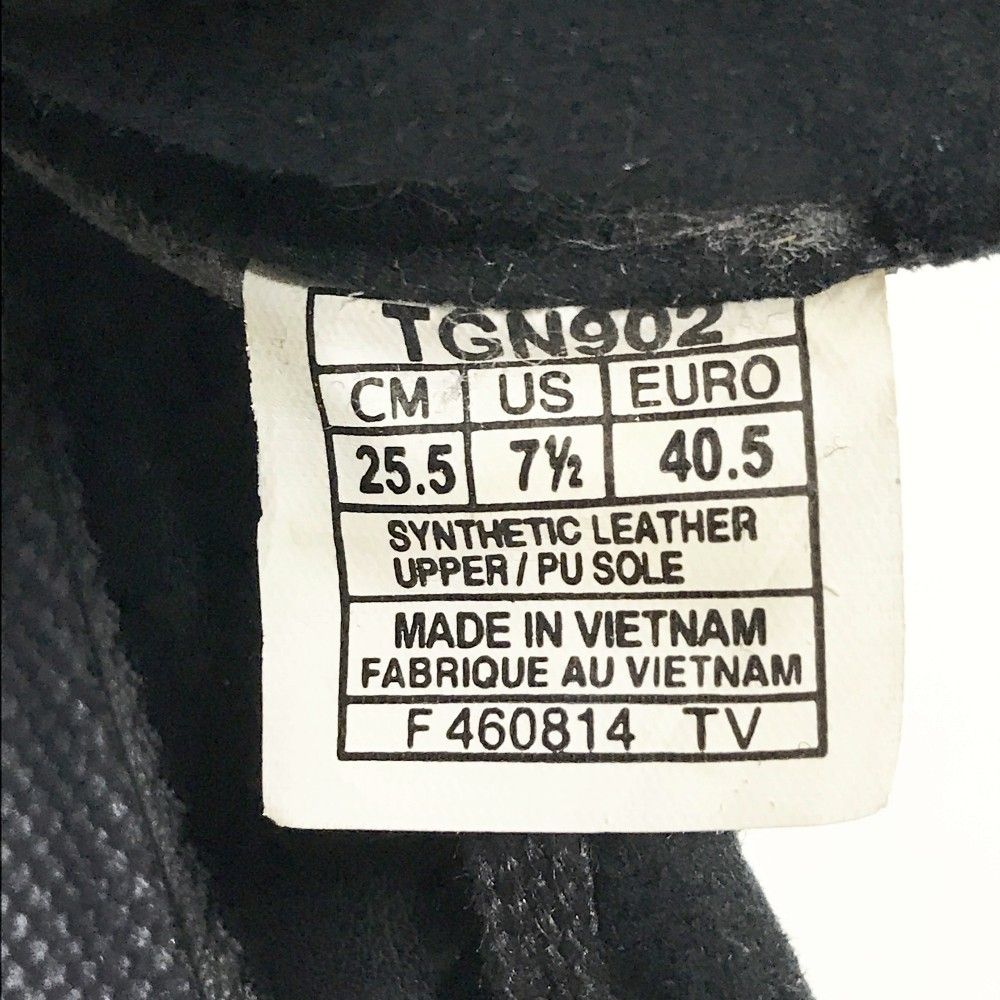 TGN902
CM US EURO
25.5 7½ 40.5
SYNTHETIC LEATHER
UPPER / PU SOLE
MADE IN VIETNAM
FABRIQUE AU VIETNAM
F 460814 TV